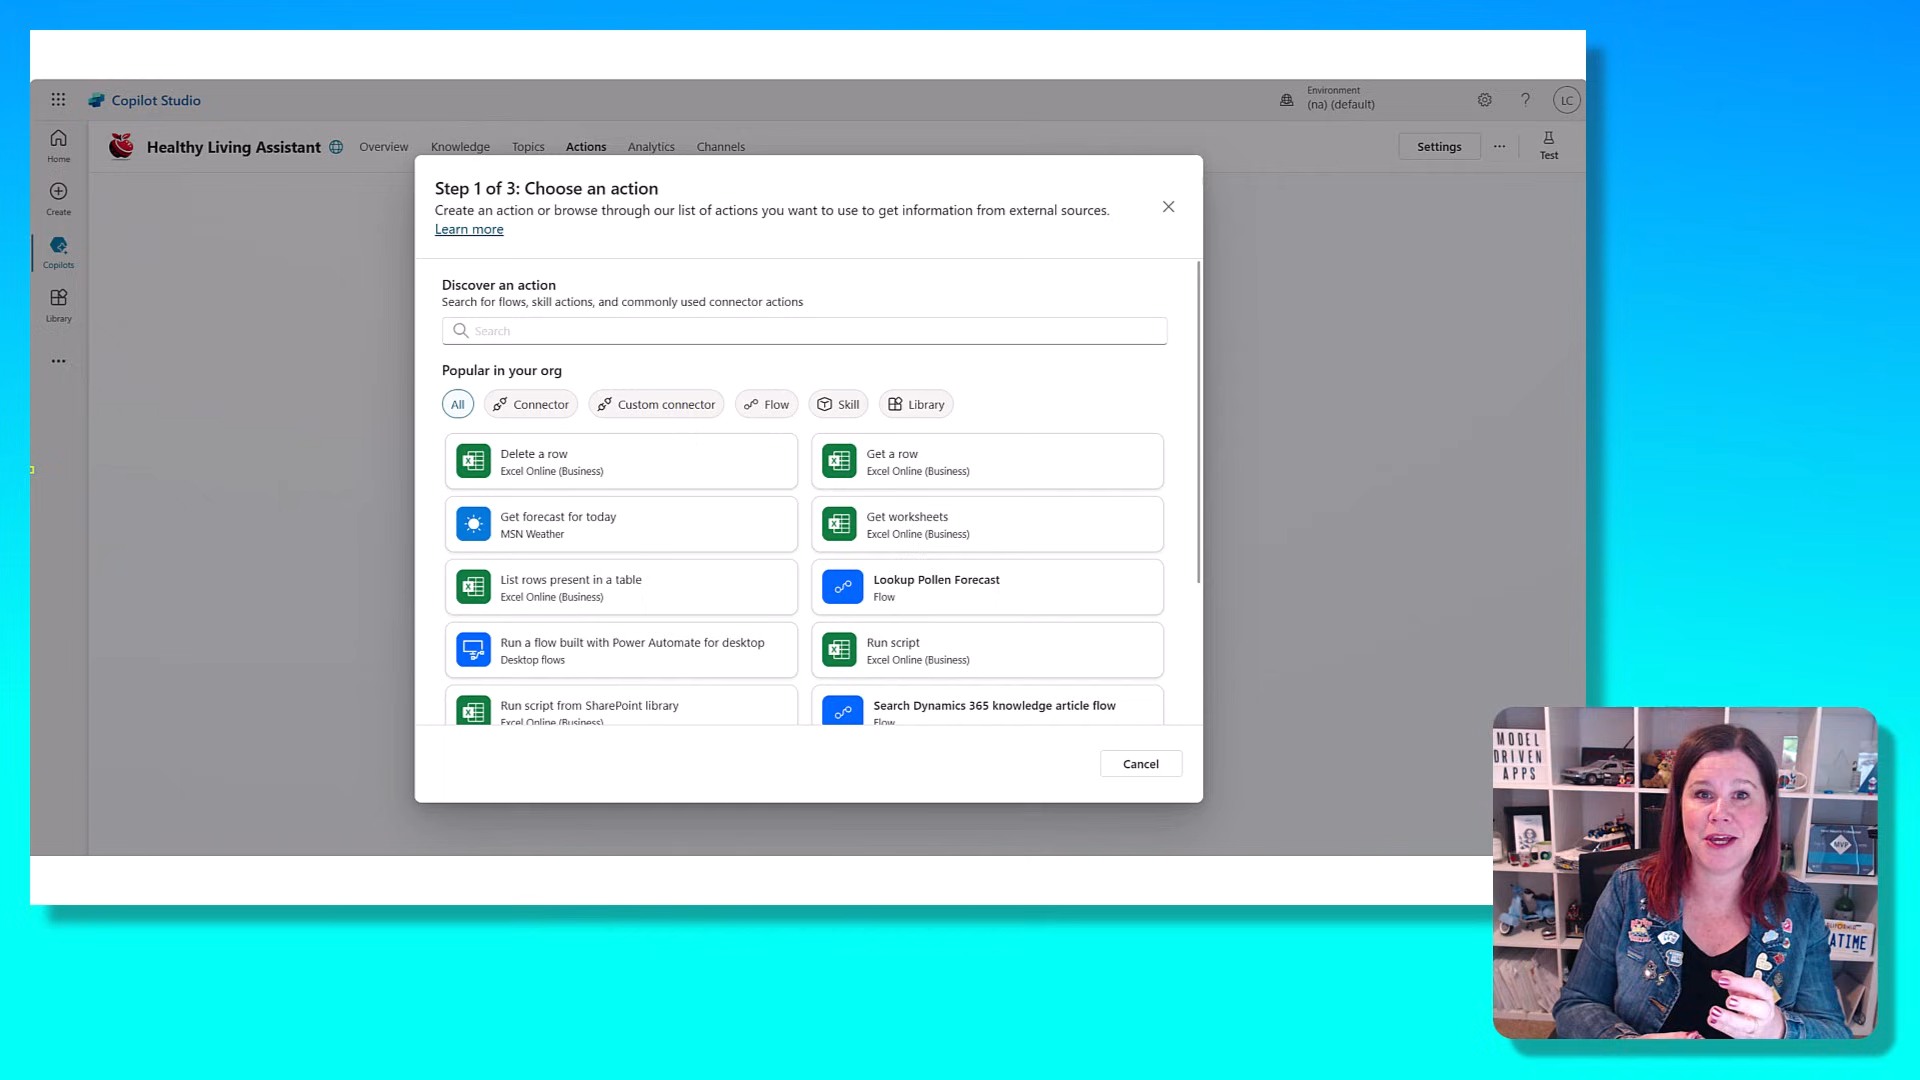 Copilot Studio
Environment
(na) (default)
LC
Home
Create
Copilots
Library
Healthy Living Assistant
Overview
Knowledge
Topics
Actions
Analytics
Channels
Settings
Test
Step 1 of 3: Choose an action
Create an action or browse through our list of actions you want to use to get information from external sources.
Learn more
Discover an action
Search for flows, skill actions, and commonly used connector actions
Search
Popular in your org
All
Connector
Custom connector
Flow
Skill
Library
Delete a row
Excel Online (Business)
Get a row
Excel Online (Business)
Get forecast for today
MSN Weather
Get worksheets
Excel Online (Business)
List rows present in a table
Excel Online (Business)
Lookup Pollen Forecast
Flow
Run a flow built with Power Automate for desktop
Desktop flows
Run script
Excel Online (Business)
Run script from SharePoint library
Excel Online (Business)
Search Dynamics 365 knowledge article flow
Flow
Cancel
MODEL
DRIVEN
APPS
MVP
ATIME